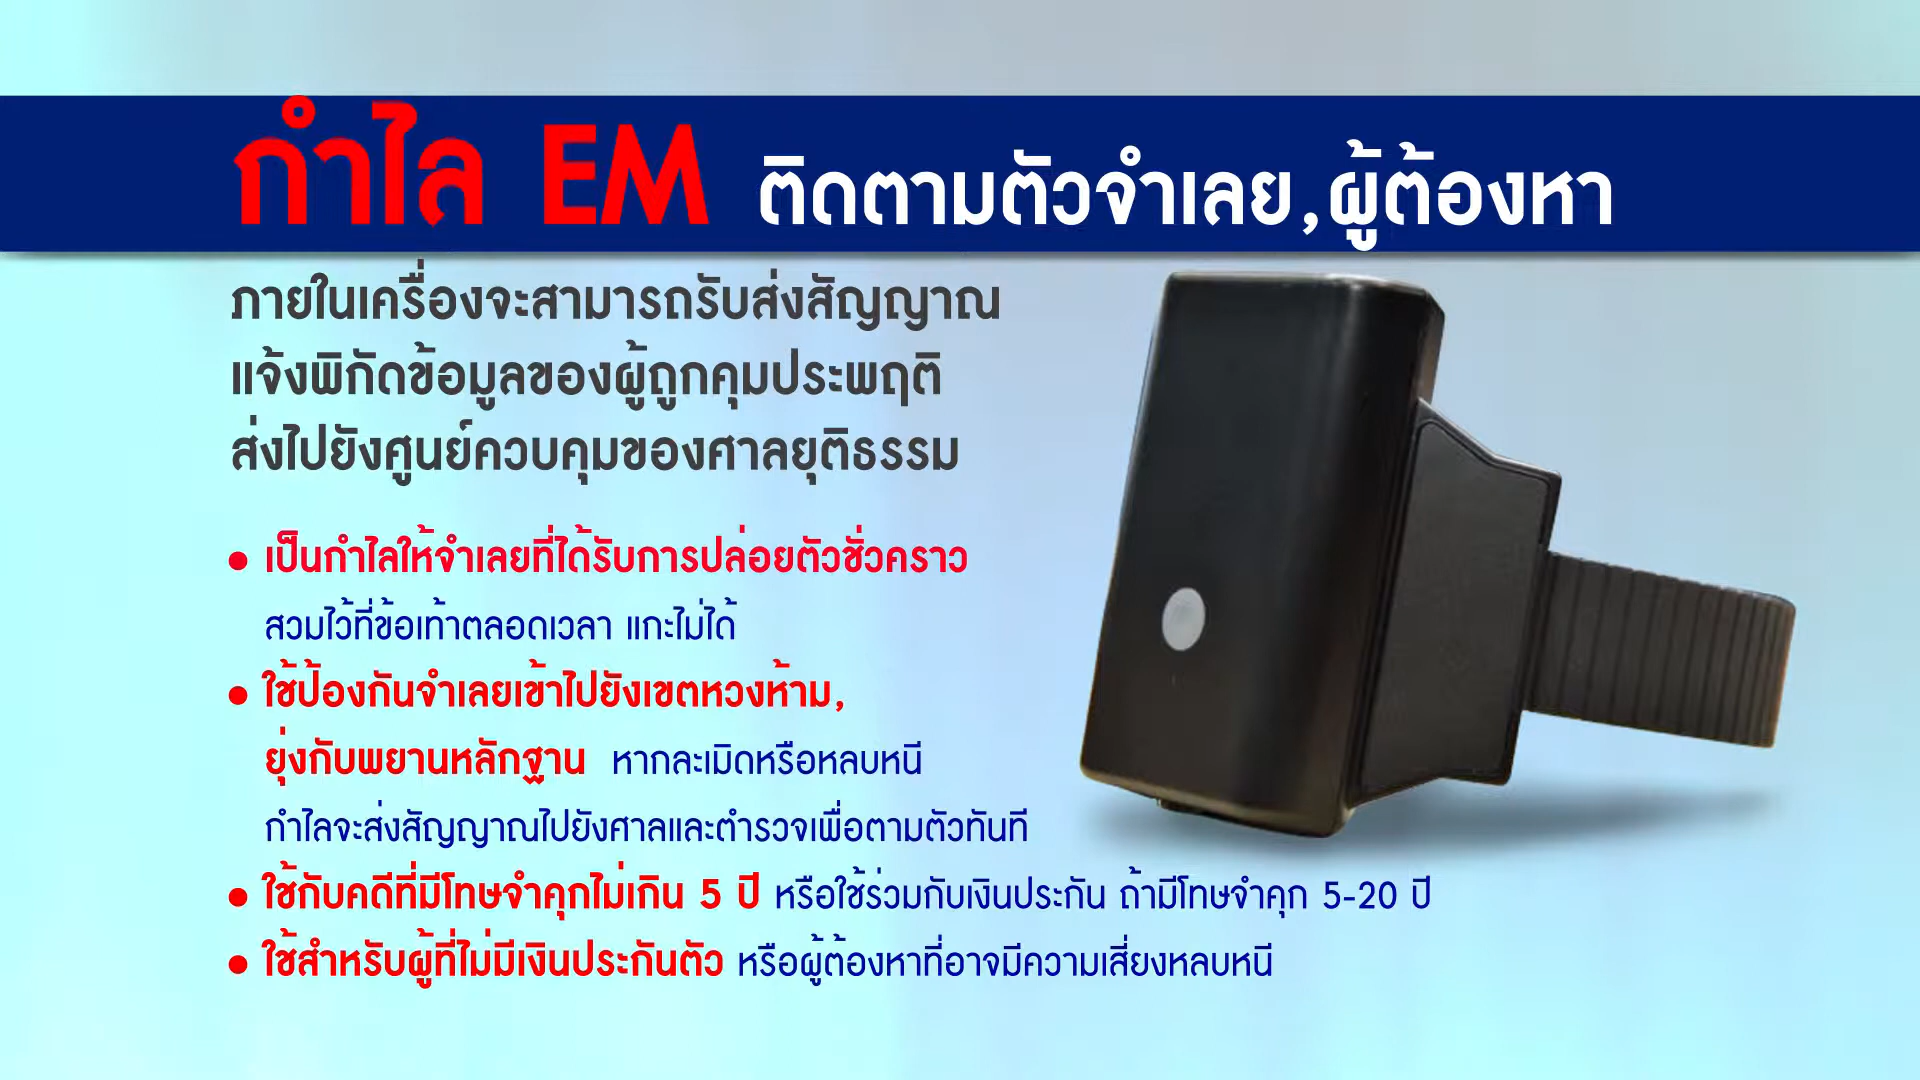 กำไล EM ติดตามตัวจำเลย,ผู้ต้องหา
ภายในเครื่องจะสามารถรับส่งสัญญาณ
แจ้งพิกัดข้อมูลของผู้ถูกคุมประพฤติ
ส่งไปยังศูนย์ควบคุมของศาลยุติธรรม
• เป็นกำไลให้จำเลยที่ได้รับการปล่อยตัวชั่วคราว
สวมไว้ที่ข้อเท้าตลอดเวลา แกะไม่ได้
• ใช้ป้องกันจำเลยเข้าไปยังเขตหวงห้าม,
ยุ่งกับพยานหลักฐาน หากละเมิดหรือหลบหนี
กำไลจะส่งสัญญาณไปยังศาลและตำรวจเพื่อตามตัวทันที
• ใช้กับคดีที่มีโทษจำคุกไม่เกิน 5 ปี หรือใช้ร่วมกับเงินประกัน ถ้ามีโทษจำคุก 5-20 ปี
• ใช้สำหรับผู้ที่ไม่มีเงินประกันตัว หรือผู้ต้องหาที่อาจมีความเสี่ยงหลบหนี